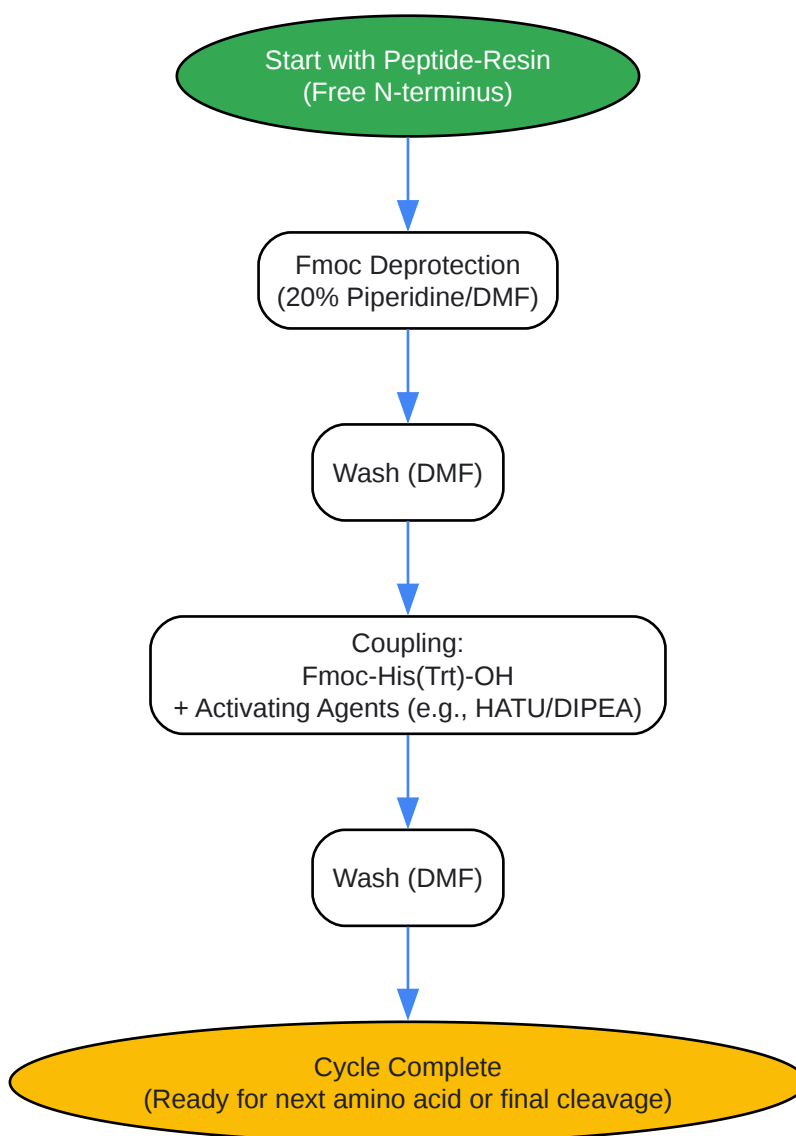 Start with Peptide-Resin
(Free N-terminus)
Fmoc Deprotection
(20% Piperidine/DMF)
Wash (DMF)
Coupling:
Fmoc-His(Trt)-OH
+ Activating Agents (e.g., HATU/DIPEA)
Wash (DMF)
Cycle Complete
(Ready for next amino acid or final cleavage)